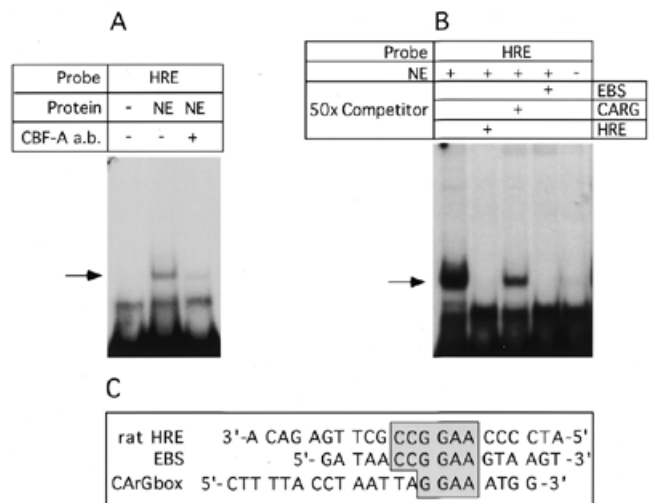 A
Probe HRE
Protein - NE NE
CBF-A a.b. - - +
B
Probe HRE
NE + + + + -
50x Competitor + EBS
+ CARG
+ HRE
C
rat HRE 3'-A CAG AGT TCG CCG GAA CCC CTA-5'
EBS 5'-GA TAA CCG GAA GTA AGT-3'
CArGbox 5'-CTT TTA CCT AAT TAG GAA ATG G-3'